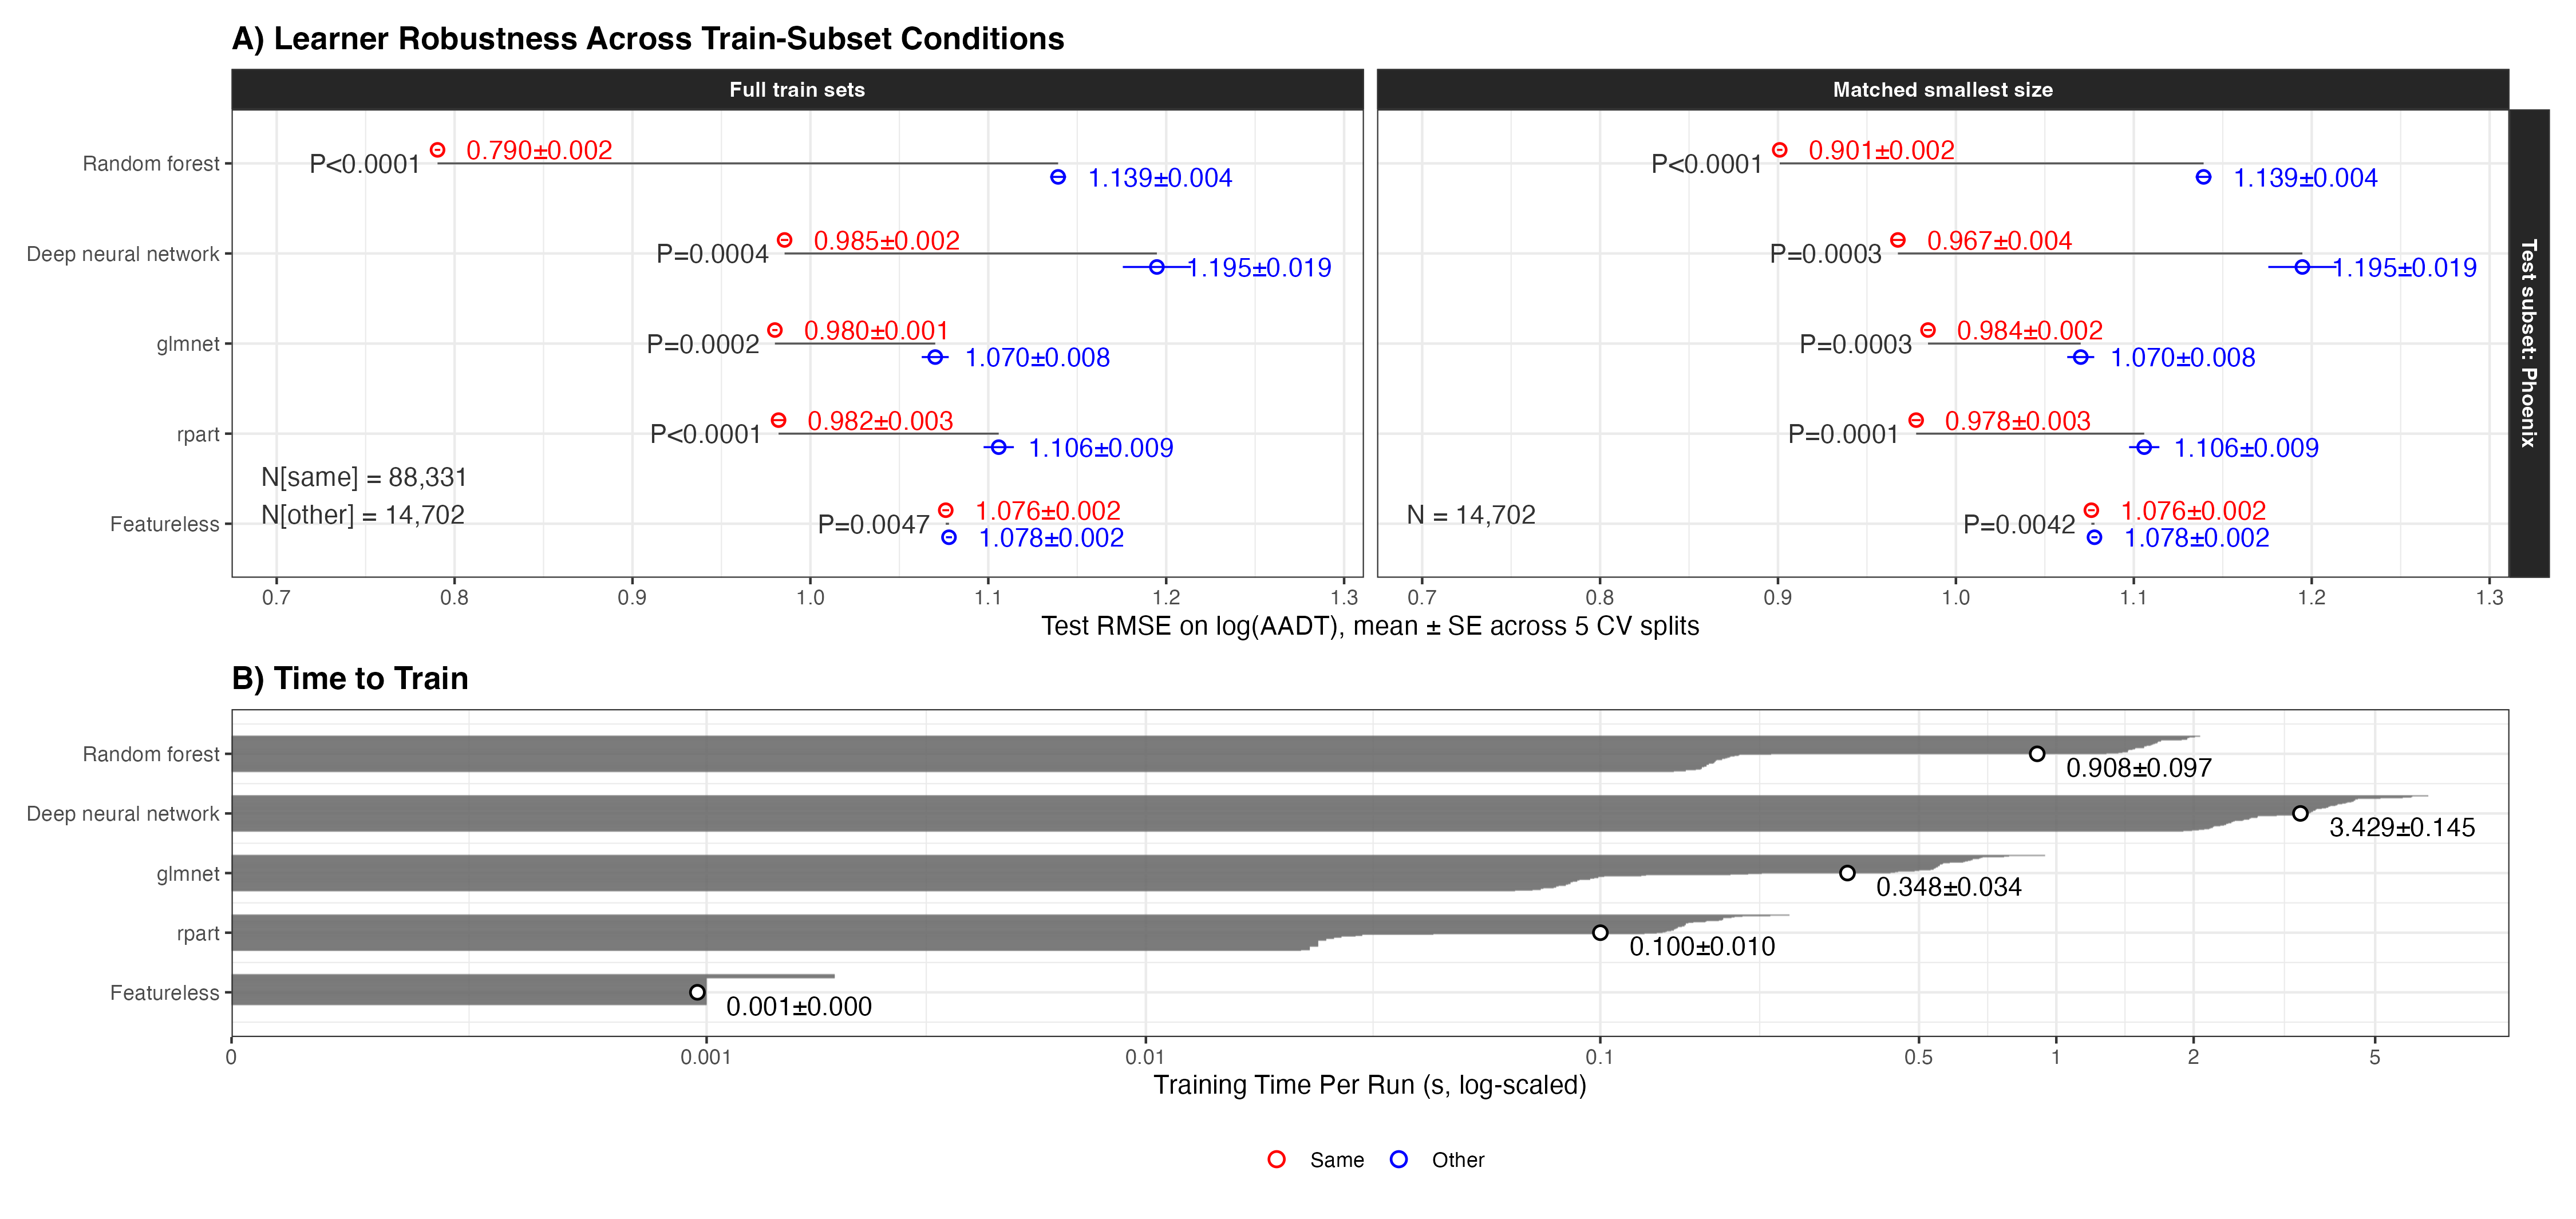 A) Learner Robustness Across Train-Subset Conditions
Full train sets
Matched smallest size
Test subset: Phoenix
Random forest
P<0.0001
0.790±0.002
1.139±0.004
P<0.0001
0.901±0.002
1.139±0.004
Deep neural network
P=0.0004
0.985±0.002
1.195±0.019
P=0.0003
0.967±0.004
1.195±0.019
glmnet
P=0.0002
0.980±0.001
1.070±0.008
P=0.0003
0.984±0.002
1.070±0.008
rpart
P<0.0001
0.982±0.003
1.106±0.009
P=0.0001
0.978±0.003
1.106±0.009
N[same] = 88,331
N[other] = 14,702
N = 14,702
Featureless
P=0.0047
1.076±0.002
1.078±0.002
P=0.0042
1.076±0.002
1.078±0.002
0.7 0.8 0.9 1.0 1.1 1.2 1.3
0.7 0.8 0.9 1.0 1.1 1.2 1.3
Test RMSE on log(AADT), mean ± SE across 5 CV splits
B) Time to Train
Random forest
0.908±0.097
Deep neural network
3.429±0.145
glmnet
0.348±0.034
rpart
0.100±0.010
Featureless
0.001±0.000
0 0.001 0.01 0.1 0.5 1 2 5
Training Time Per Run (s, log-scaled)
Same
Other